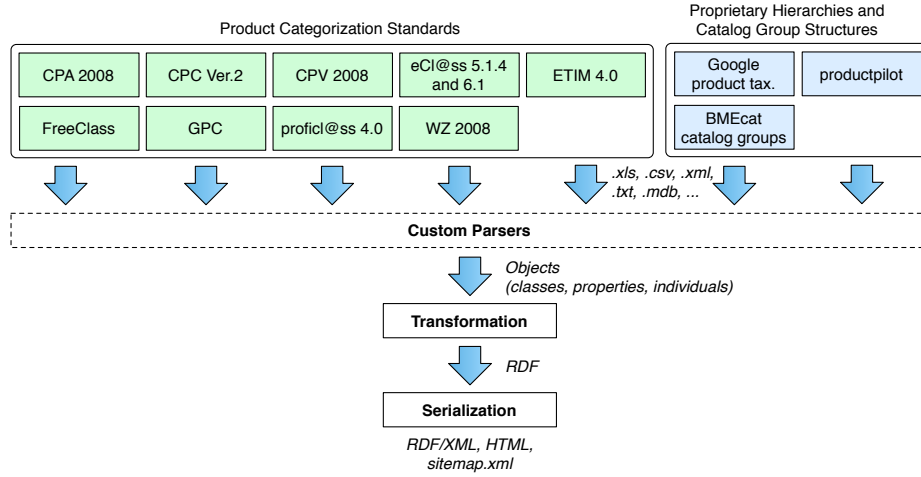 Product Categorization Standards
Proprietary Hierarchies and
Catalog Group Structures
CPA 2008
CPC Ver.2
CPV 2008
eCl@ss 5.1.4
and 6.1
ETIM 4.0
Google
product tax.
productpilot
FreeClass
GPC
proficl@ss 4.0
WZ 2008
BMEcat
catalog groups
.xls, .csv, .xml,
.txt, .mdb, ...
Custom Parsers
Objects
(classes, properties, individuals)
Transformation
RDF
Serialization
RDF/XML, HTML,
sitemap.xml